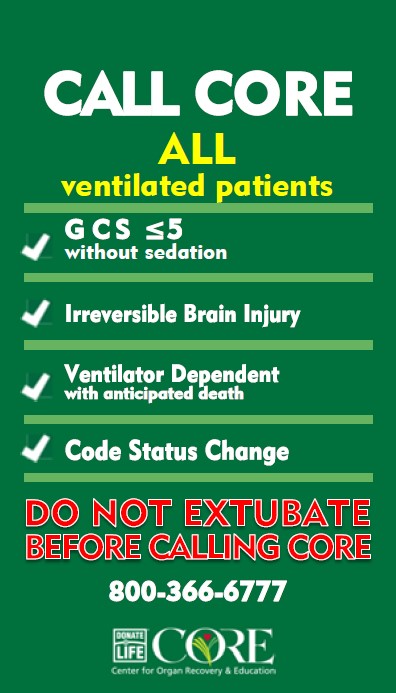 CALL CORE
ALL
ventilated patients
GCS ≤5
without sedation
Irreversible Brain Injury
Ventilator Dependent
with anticipated death
Code Status Change
DO NOT EXTUBATE
BEFORE CALLING CORE
800-366-6777
DONATE
LIFE
CORE
Center for Organ Recovery & Education